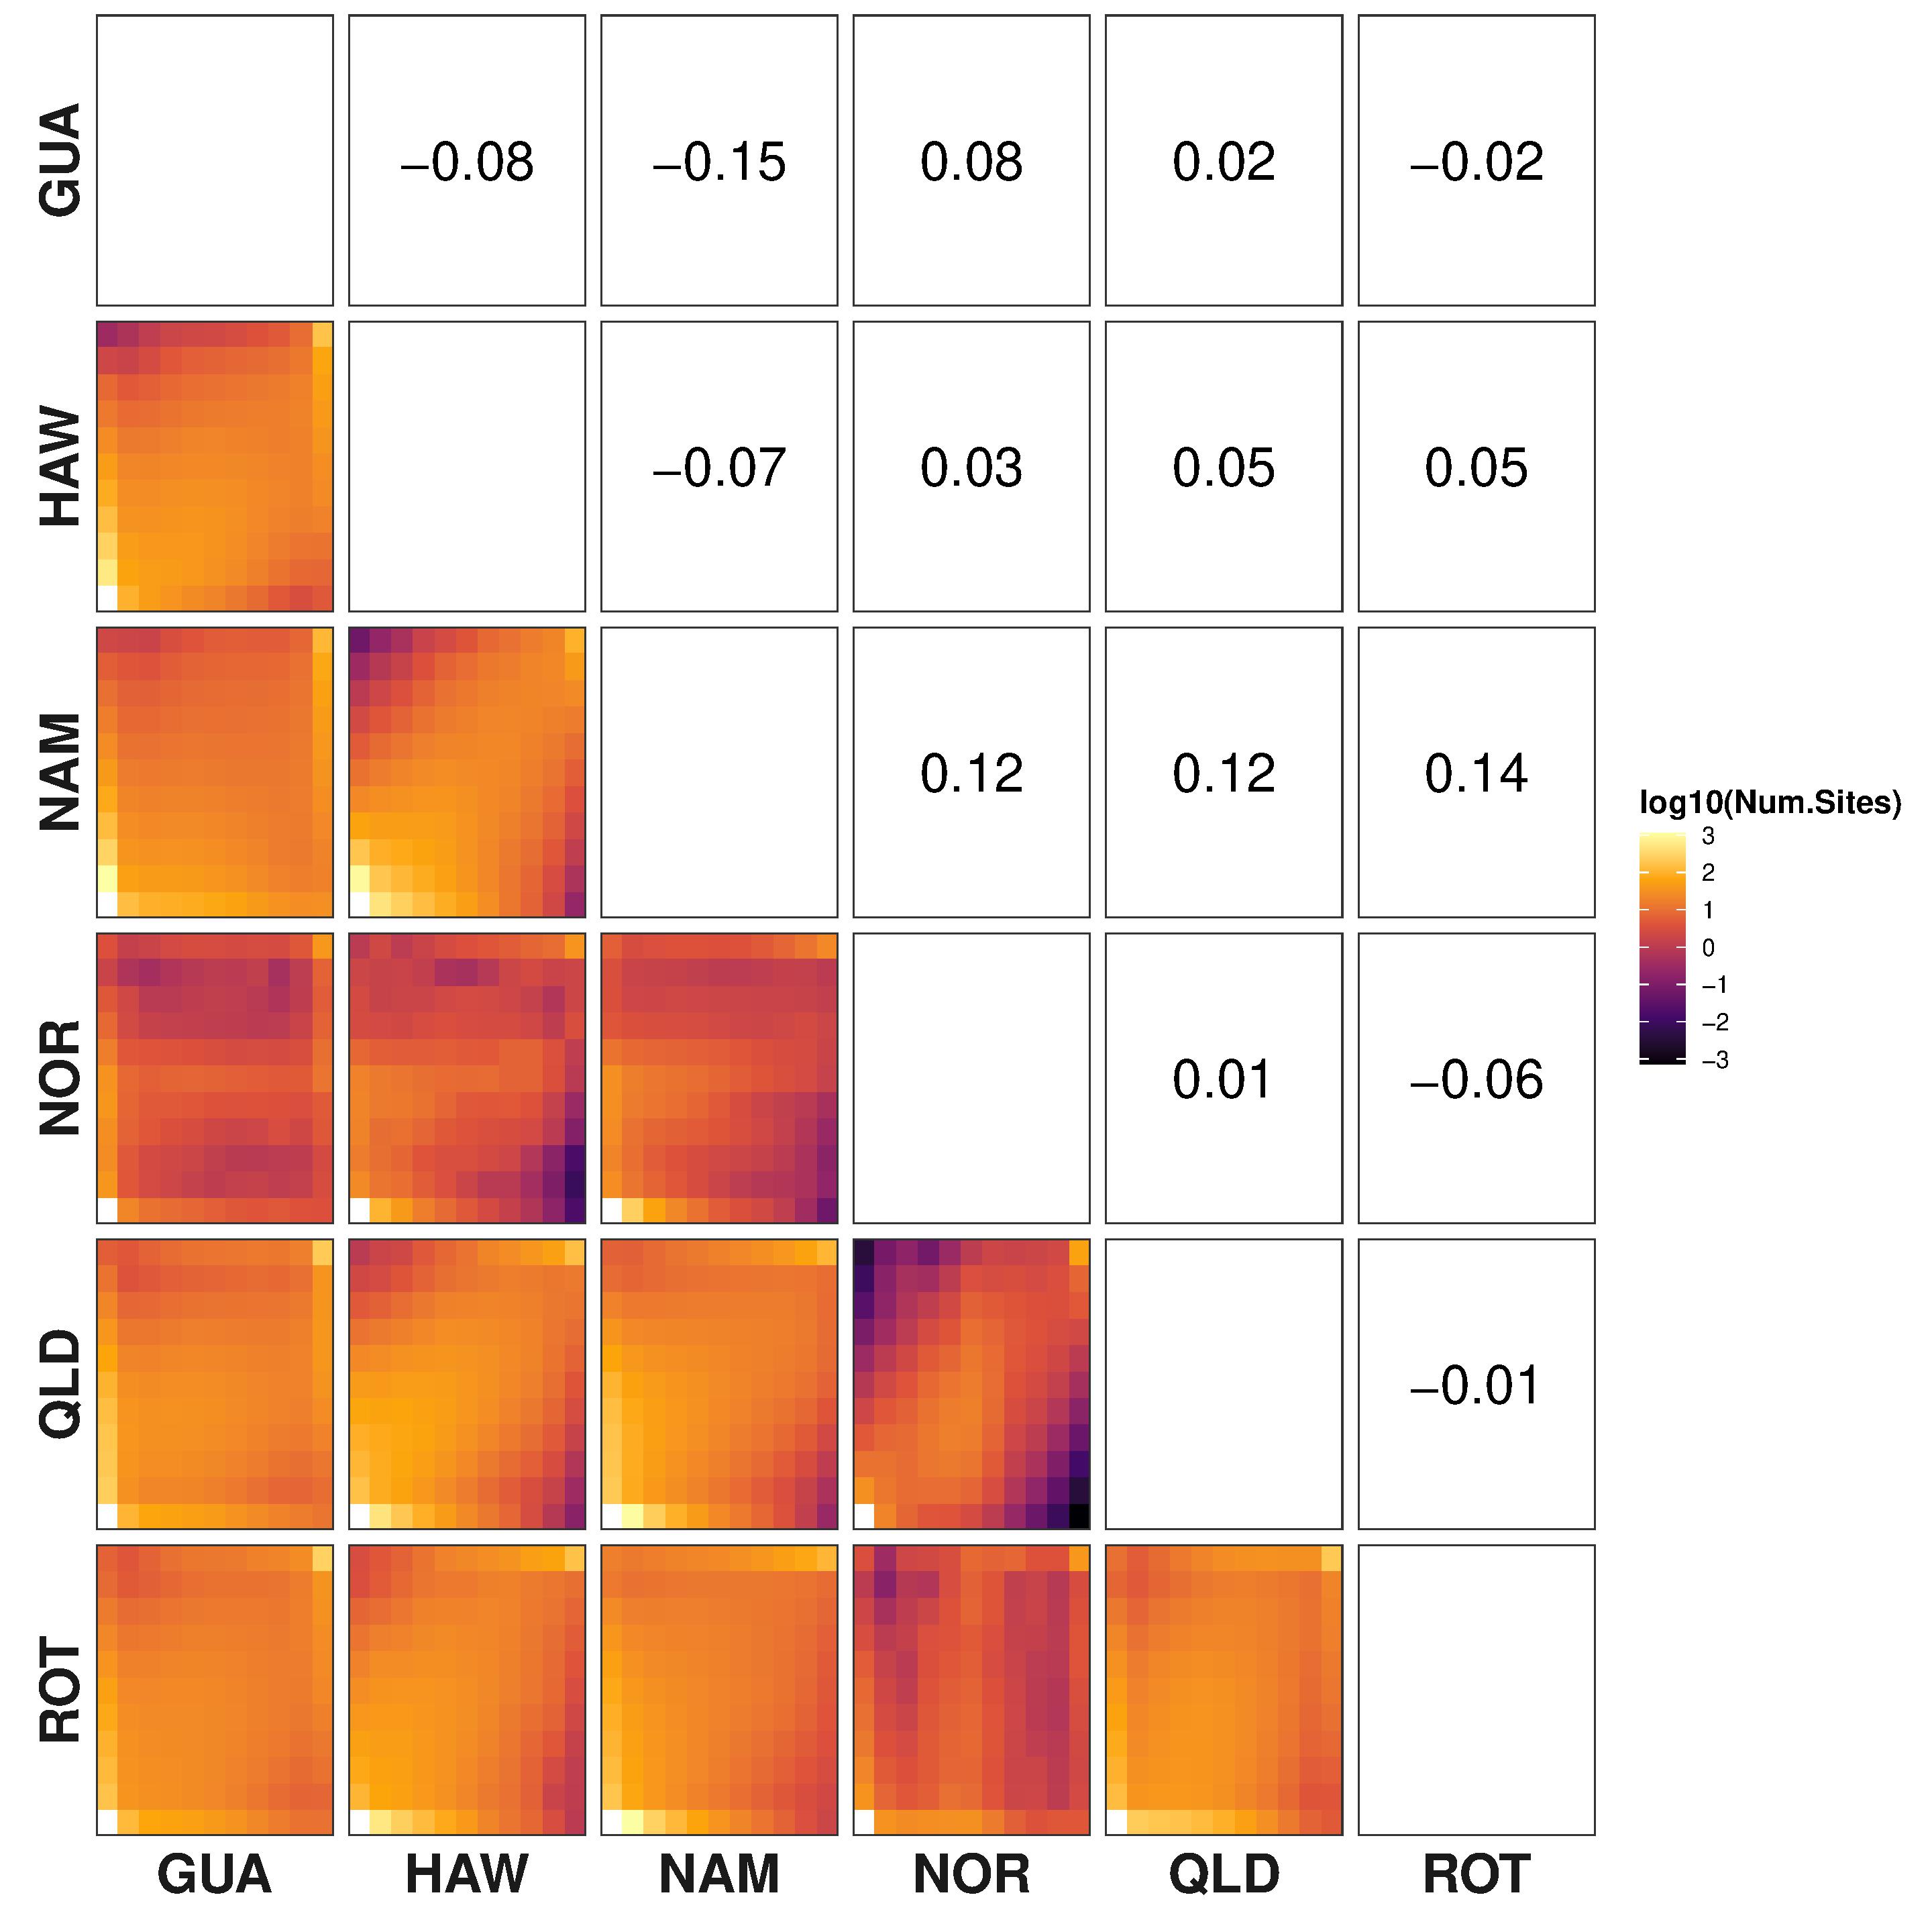 GUA
−0.08
−0.15
0.08
0.02
−0.02
HAW
−0.07
0.03
0.05
0.05
NAM
0.12
0.12
0.14
log10(Num.Sites)
3
2
1
0
−1
−2
−3
NOR
0.01
−0.06
QLD
−0.01
ROT
GUA
HAW
NAM
NOR
QLD
ROT